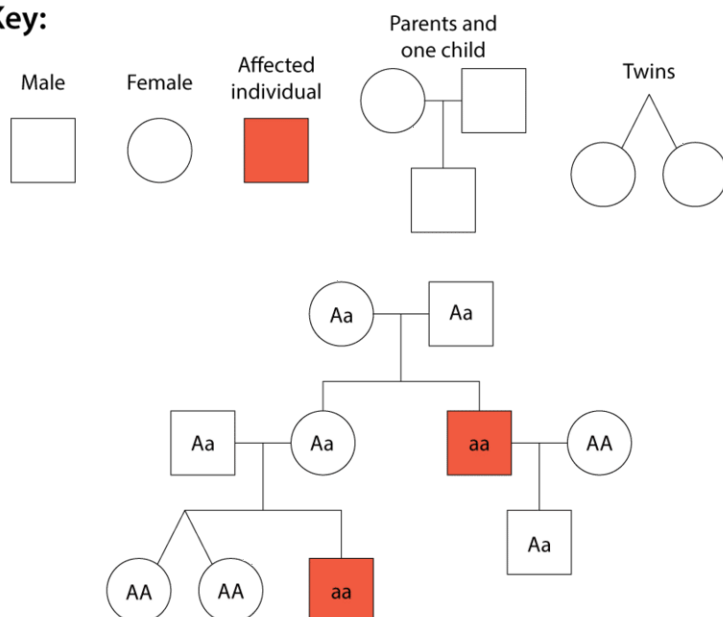 Key:
Male
Female
Affected
individual
Parents and
one child
Twins
Aa
Aa
Aa
Aa
aa
AA
Aa
AA
AA
aa